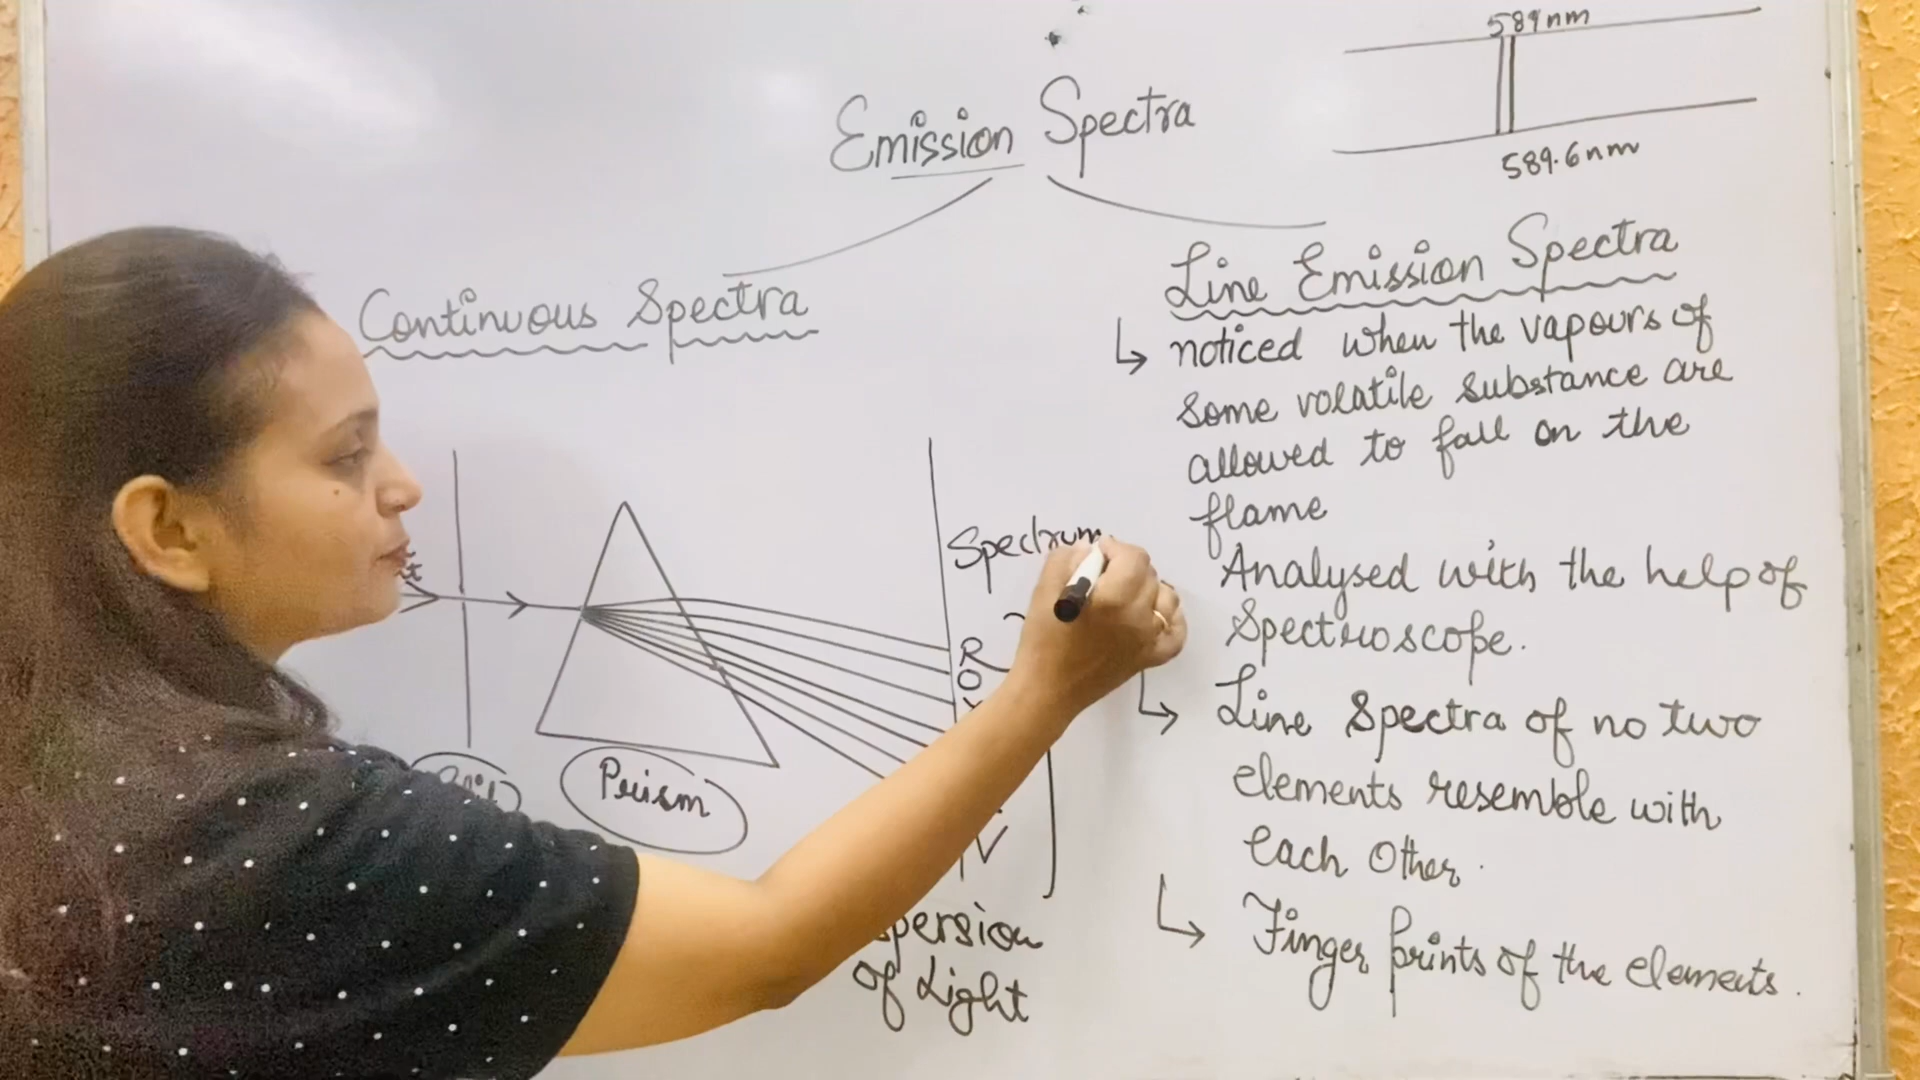 589nm
Emission Spectra
589.6nm
Continuous Spectra
Line Emission Spectra
↳ noticed when the vapours of
some volatile substance are
allowed to fall on the
flame
Analysed with the help of
Spectroscope.
↳ Line Spectra of no two
elements resemble with
each other.
↳ Finger prints of the elements.
Spectrum
R
O
Y
V
Prism
of Light